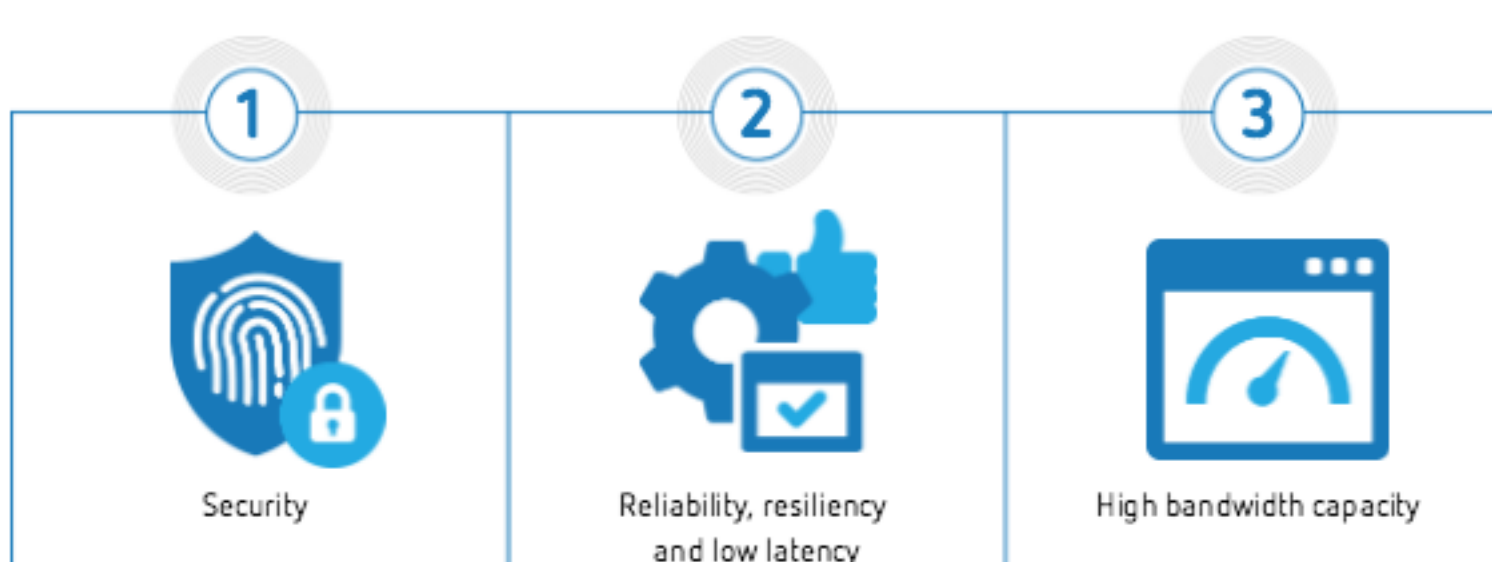 1
2
3
Security
Reliability, resiliency
and low latency
High bandwidth capacity